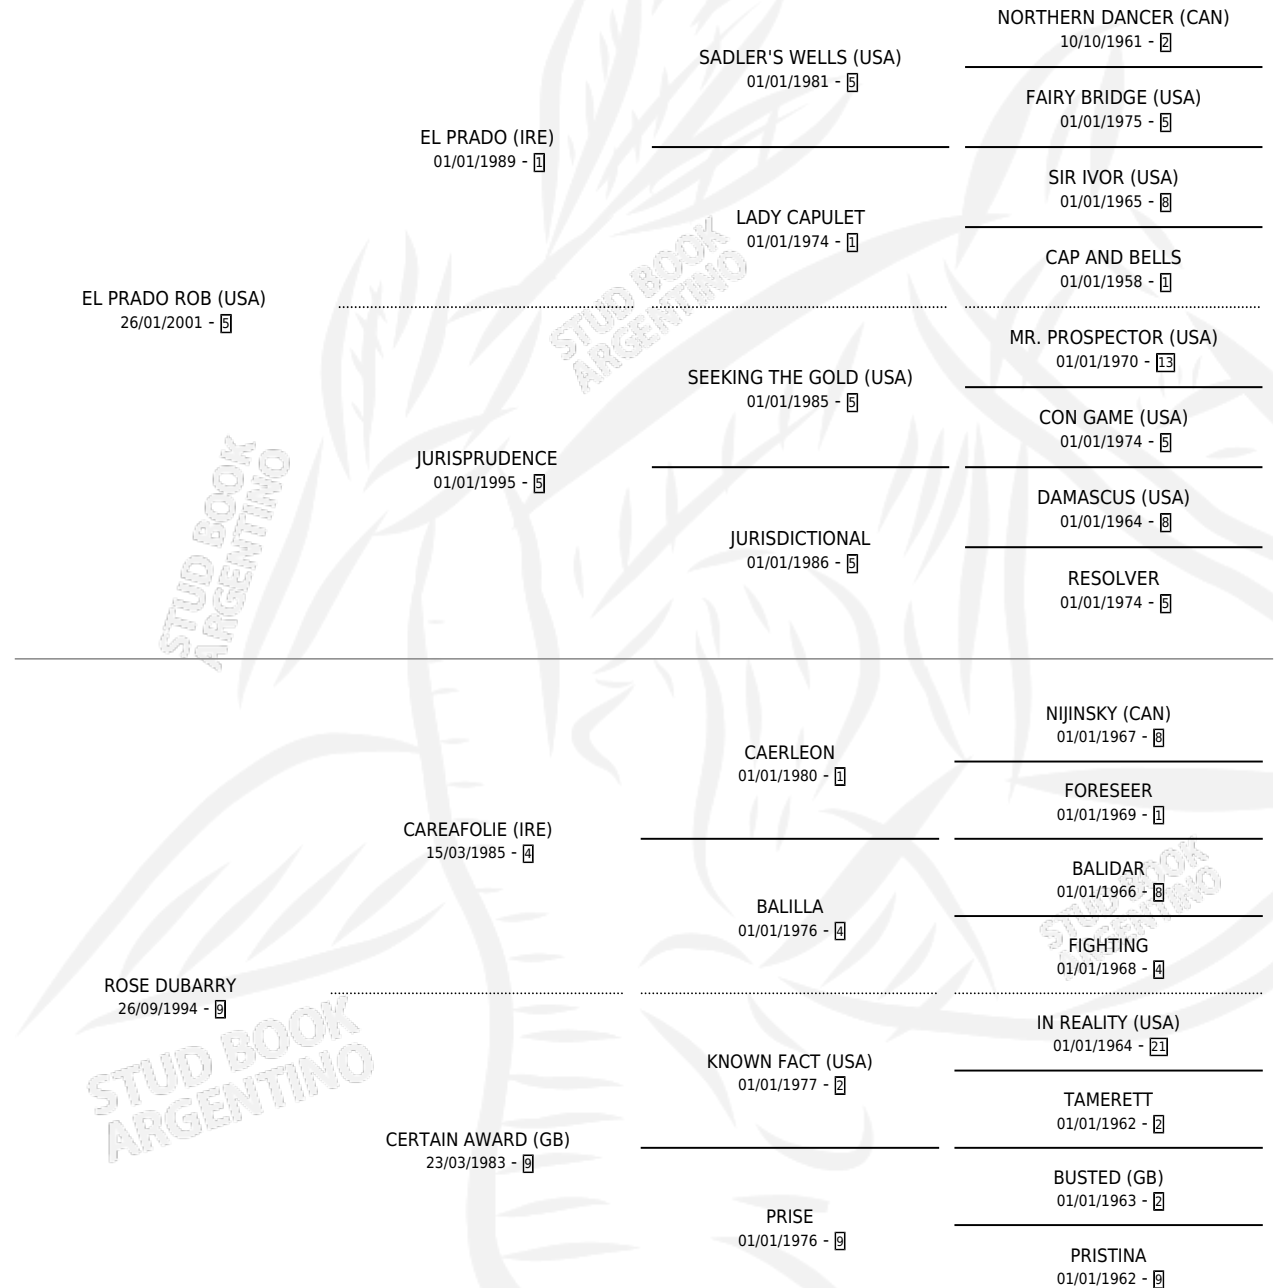 NORTHERN DANCER (CAN)
10/10/1961 - 2
SADLER'S WELLS (USA)
01/01/1981 - 5
FAIRY BRIDGE (USA)
01/01/1975 - 5
EL PRADO (IRE)
01/01/1989 - 1
SIR IVOR (USA)
01/01/1965 - 8
LADY CAPULET
01/01/1974 - 1
CAP AND BELLS
01/01/1958 - 1
EL PRADO ROB (USA)
26/01/2001 - 5
MR. PROSPECTOR (USA)
01/01/1970 - 13
SEEKING THE GOLD (USA)
01/01/1985 - 5
CON GAME (USA)
01/01/1974 - 5
JURISPRUDENCE
01/01/1995 - 5
DAMASCUS (USA)
01/01/1964 - 8
JURISDICTIONAL
01/01/1986 - 5
RESOLVER
01/01/1974 - 5
NIJINSKY (CAN)
01/01/1967 - 8
CAERLEON
01/01/1980 - 1
FORESEER
01/01/1969 - 1
CAREAFOLIE (IRE)
15/03/1985 - 4
BALIDAR
01/01/1966 - 8
BALILLA
01/01/1976 - 4
FIGHTING
01/01/1968 - 4
ROSE DUBARRY
26/09/1994 - 9
IN REALITY (USA)
01/01/1964 - 21
KNOWN FACT (USA)
01/01/1977 - 2
TAMERETT
01/01/1962 - 2
CERTAIN AWARD (GB)
23/03/1983 - 9
BUSTED (GB)
01/01/1963 - 2
PRISE
01/01/1976 - 9
PRISTINA
01/01/1962 - 9
STUD BOOK
ARGENTINO
STUD BOOK
ARGENTINO
STUD BOOK
ARGENTINO
STUD BOOK
ARGENTINO